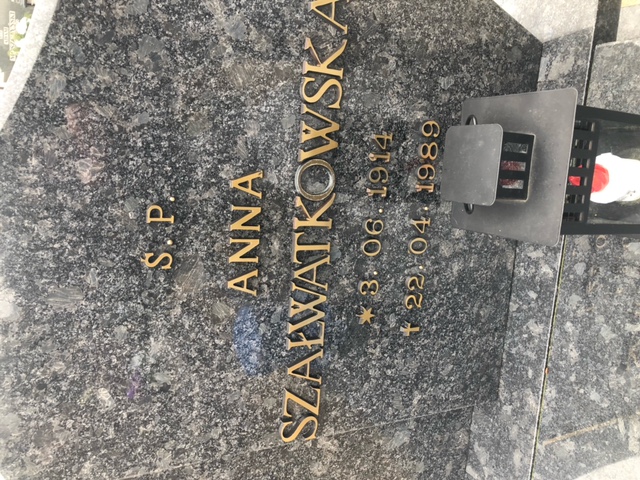 S.P.
ANNA
SZAŁWATKOWSKA
* 3.06.1914
† 22.04.1989